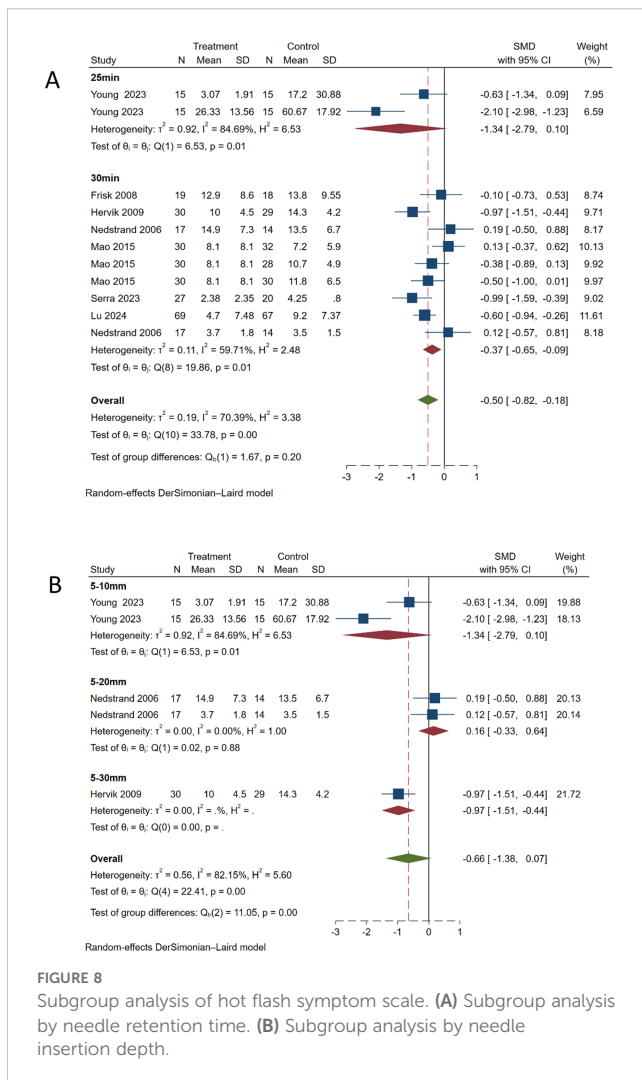 A
Treatment Control SMD Weight
Study N Mean SD N Mean SD with 95% CI (%)
25min
Young 2023 15 3.07 1.91 15 17.2 30.88 -0.63 [ -1.34, 0.09] 7.95
Young 2023 15 26.33 13.56 15 60.67 17.92 -2.10 [ -2.98, -1.23] 6.59
Heterogeneity: τ² = 0.92, I² = 84.69%, H² = 6.53 -1.34 [ -2.79, 0.10]
Test of θᵢ = θⱼ: Q(1) = 6.53, p = 0.01
30min
Frisk 2008 19 12.9 8.6 18 13.8 9.55 -0.10 [ -0.73, 0.53] 8.74
Hervik 2009 30 10 4.5 29 14.3 4.2 -0.97 [ -1.51, -0.44] 9.71
Nedstrand 2006 17 14.9 7.3 14 13.5 6.7 0.19 [ -0.50, 0.88] 8.17
Mao 2015 30 8.1 8.1 32 7.2 5.9 0.13 [ -0.37, 0.62] 10.13
Mao 2015 30 8.1 8.1 28 10.7 4.9 -0.38 [ -0.89, 0.13] 9.92
Mao 2015 30 8.1 8.1 30 11.8 6.5 -0.50 [ -1.00, 0.01] 9.97
Serra 2023 27 2.38 2.35 20 4.25 .8 -0.99 [ -1.59, -0.39] 9.02
Lu 2024 69 4.7 7.48 67 9.2 7.37 -0.60 [ -0.94, -0.26] 11.61
Nedstrand 2006 17 3.7 1.8 14 3.5 1.5 0.12 [ -0.57, 0.81] 8.18
Heterogeneity: τ² = 0.11, I² = 59.71%, H² = 2.48 -0.37 [ -0.65, -0.09]
Test of θᵢ = θⱼ: Q(8) = 19.86, p = 0.01
Overall -0.50 [ -0.82, -0.18]
Heterogeneity: τ² = 0.19, I² = 70.39%, H² = 3.38
Test of θᵢ = θⱼ: Q(10) = 33.78, p = 0.00
Test of group differences: Q_b(1) = 1.67, p = 0.20
-3 -2 -1 0 1
Random-effects DerSimonian–Laird model
B
Treatment Control SMD Weight
Study N Mean SD N Mean SD with 95% CI (%)
5-10mm
Young 2023 15 3.07 1.91 15 17.2 30.88 -0.63 [ -1.34, 0.09] 19.88
Young 2023 15 26.33 13.56 15 60.67 17.92 -2.10 [ -2.98, -1.23] 18.13
Heterogeneity: τ² = 0.92, I² = 84.69%, H² = 6.53 -1.34 [ -2.79, 0.10]
Test of θᵢ = θⱼ: Q(1) = 6.53, p = 0.01
5-20mm
Nedstrand 2006 17 14.9 7.3 14 13.5 6.7 0.19 [ -0.50, 0.88] 20.13
Nedstrand 2006 17 3.7 1.8 14 3.5 1.5 0.12 [ -0.57, 0.81] 20.14
Heterogeneity: τ² = 0.00, I² = 0.00%, H² = 1.00 0.16 [ -0.33, 0.64]
Test of θᵢ = θⱼ: Q(1) = 0.02, p = 0.88
5-30mm
Hervik 2009 30 10 4.5 29 14.3 4.2 -0.97 [ -1.51, -0.44] 21.72
Heterogeneity: τ² = 0.00, I² = .%, H² = . -0.97 [ -1.51, -0.44]
Test of θᵢ = θⱼ: Q(0) = 0.00, p = .
Overall -0.66 [ -1.38, 0.07]
Heterogeneity: τ² = 0.56, I² = 82.15%, H² = 5.60
Test of θᵢ = θⱼ: Q(4) = 22.41, p = 0.00
Test of group differences: Q_b(2) = 11.05, p = 0.00
-3 -2 -1 0 1
Random-effects DerSimonian–Laird model
FIGURE 8
Subgroup analysis of hot flash symptom scale. (A) Subgroup analysis
by needle retention time. (B) Subgroup analysis by needle
insertion depth.